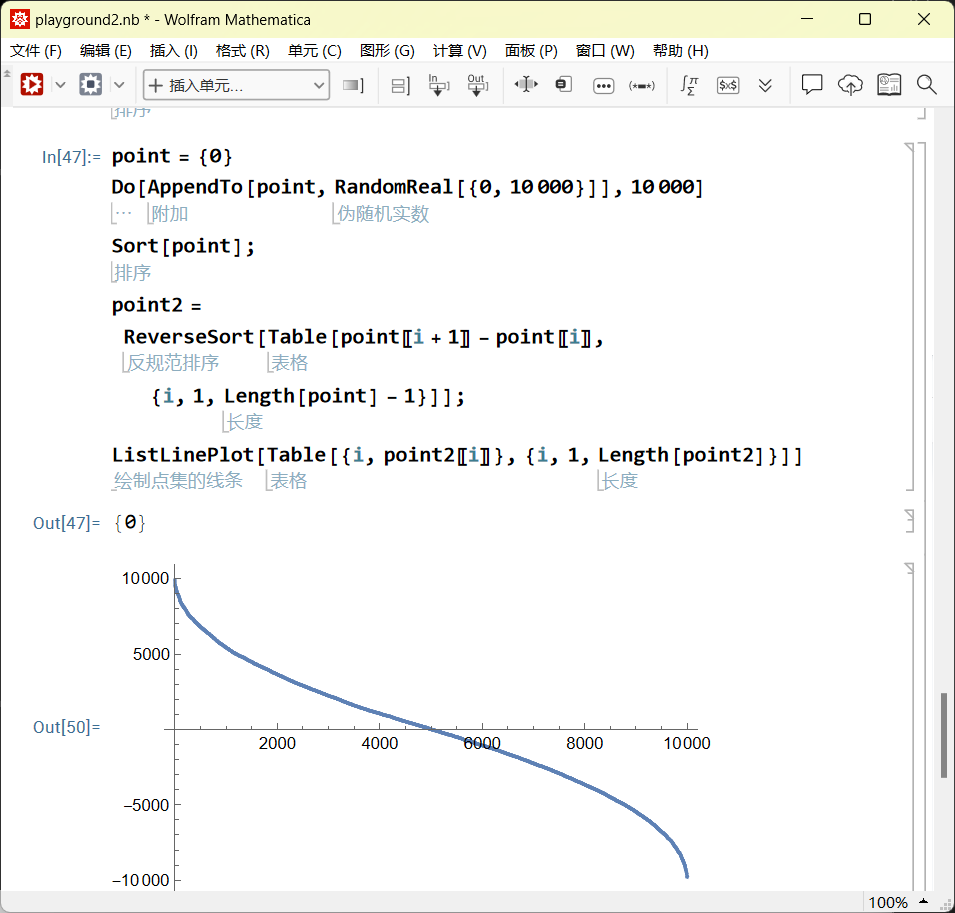 playground2.nb * - Wolfram Mathematica
文件 (F) 编辑 (E) 插入 (I) 格式 (R) 单元 (C) 图形 (G) 计算 (V) 面板 (P) 窗口 (W) 帮助 (H)
插入单元... In Out $x$
排序
In[47]:= point = {0}
Do[AppendTo[point, RandomReal[{0, 10 000}]], 10 000]
... 附加 伪随机实数
Sort[point];
排序
point2 =
ReverseSort[Table[point〚i + 1〛 - point〚i〛,
反规范排序 表格
{i, 1, Length[point] - 1}]];
长度
ListLinePlot[Table[{i, point2〚i〛}, {i, 1, Length[point2]}]]
绘制点集的线条 表格 长度
Out[47]= {0}
10 000
5000
Out[50]=
2000 4000 6000 8000 10 000
-5000
-10 000
100%